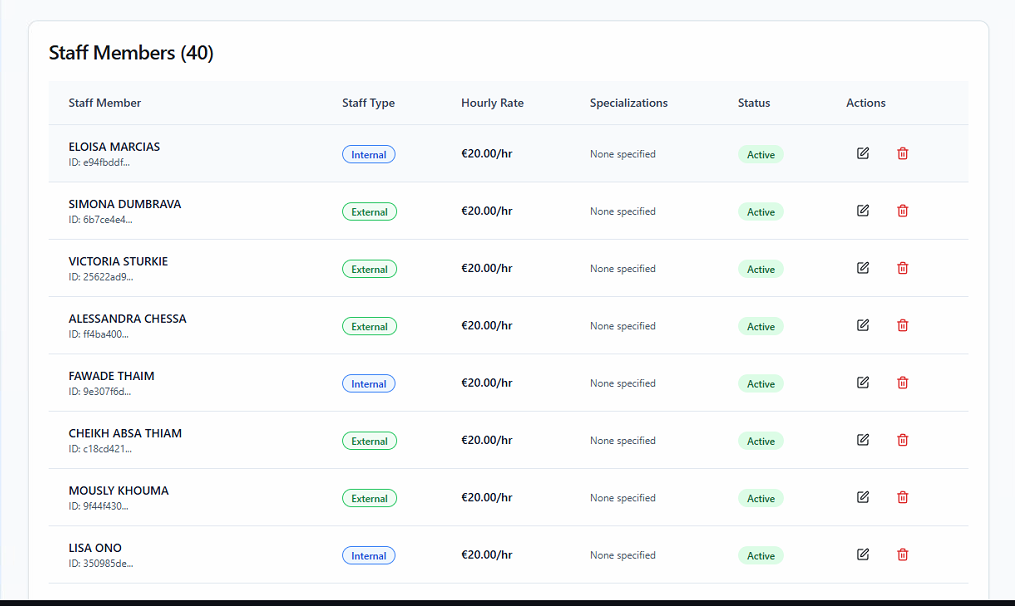 Staff Members (40)
Staff Member Staff Type Hourly Rate Specializations Status Actions
ELOISA MARCIAS
ID: e94fbddf...
Internal €20.00/hr None specified Active
SIMONA DUMBRAVA
ID: 6b7ce4e4...
External €20.00/hr None specified Active
VICTORIA STURKIE
ID: 25622ad9...
External €20.00/hr None specified Active
ALESSANDRA CHESSA
ID: ff4ba400...
External €20.00/hr None specified Active
FAWADE THAIM
ID: 9e307f6d...
Internal €20.00/hr None specified Active
CHEIKH ABSA THIAM
ID: c18cd421...
External €20.00/hr None specified Active
MOUSLY KHOUMA
ID: 9f44f430...
External €20.00/hr None specified Active
LISA ONO
ID: 350985de...
Internal €20.00/hr None specified Active